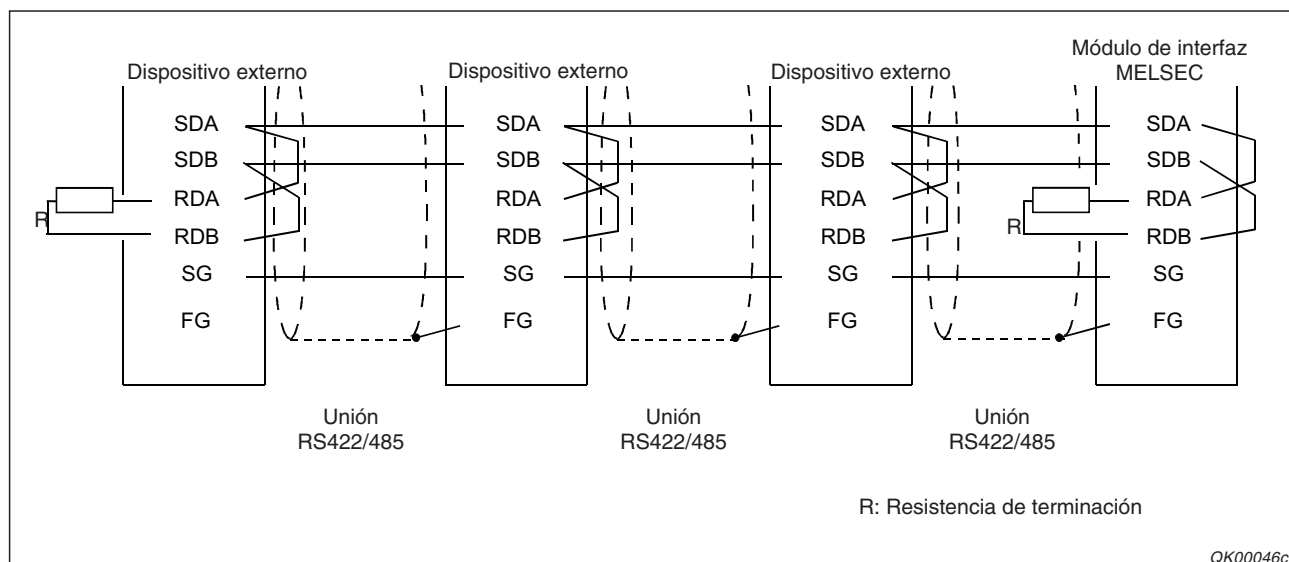 Dispositivo externo
SDA
SDB
RDA
RDB
SG
FG
R
Dispositivo externo
SDA
SDB
RDA
RDB
SG
FG
Dispositivo externo
SDA
SDB
RDA
RDB
SG
FG
Módulo de interfaz
MELSEC
SDA
SDB
RDA
RDB
SG
FG
R
Unión
RS422/485
Unión
RS422/485
Unión
RS422/485
R: Resistencia de terminación
QK00046c